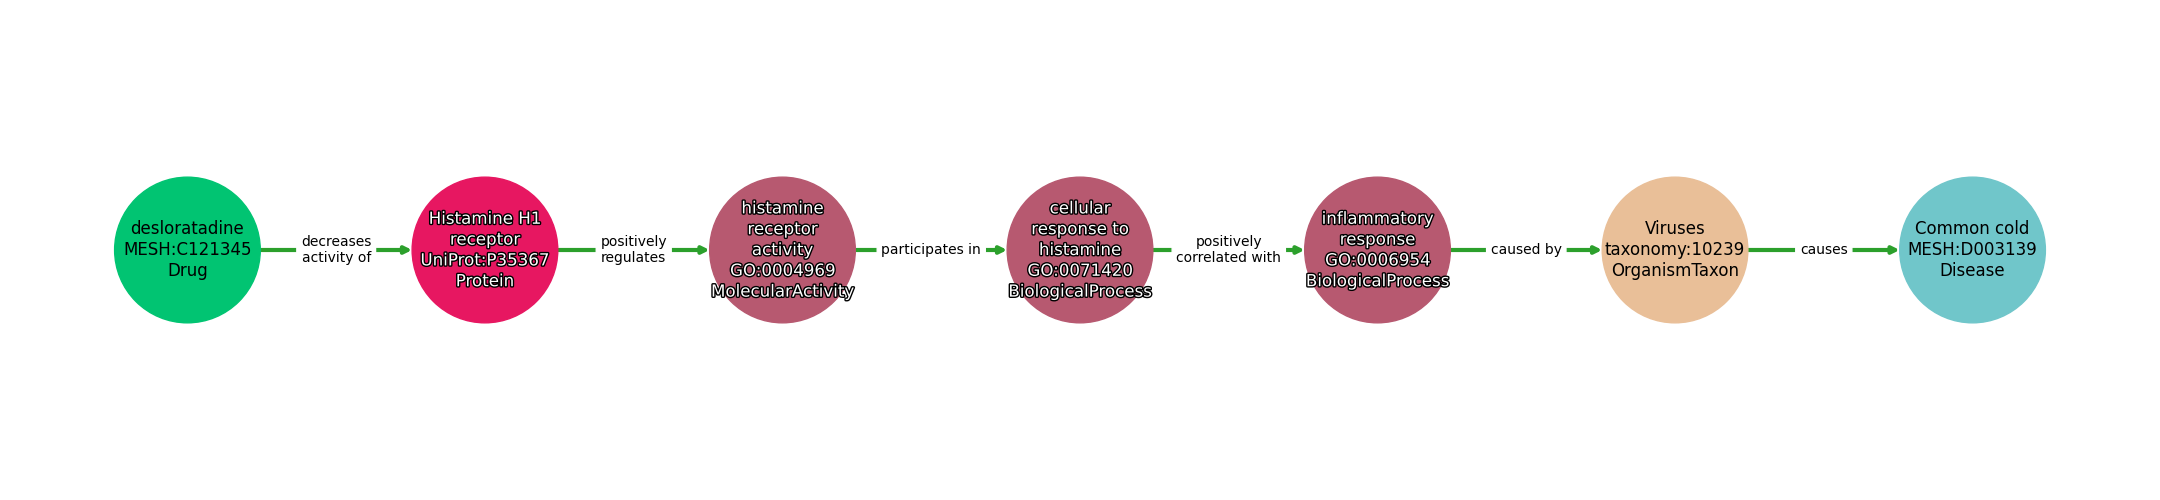 desloratadine
MESH:C121345
Drug
decreases
activity of
Histamine H1
receptor
UniProt:P35367
Protein
positively
regulates
histamine
receptor
activity
GO:0004969
MolecularActivity
participates in
cellular
response to
histamine
GO:0071420
BiologicalProcess
positively
correlated with
inflammatory
response
GO:0006954
BiologicalProcess
caused by
Viruses
taxonomy:10239
OrganismTaxon
causes
Common cold
MESH:D003139
Disease